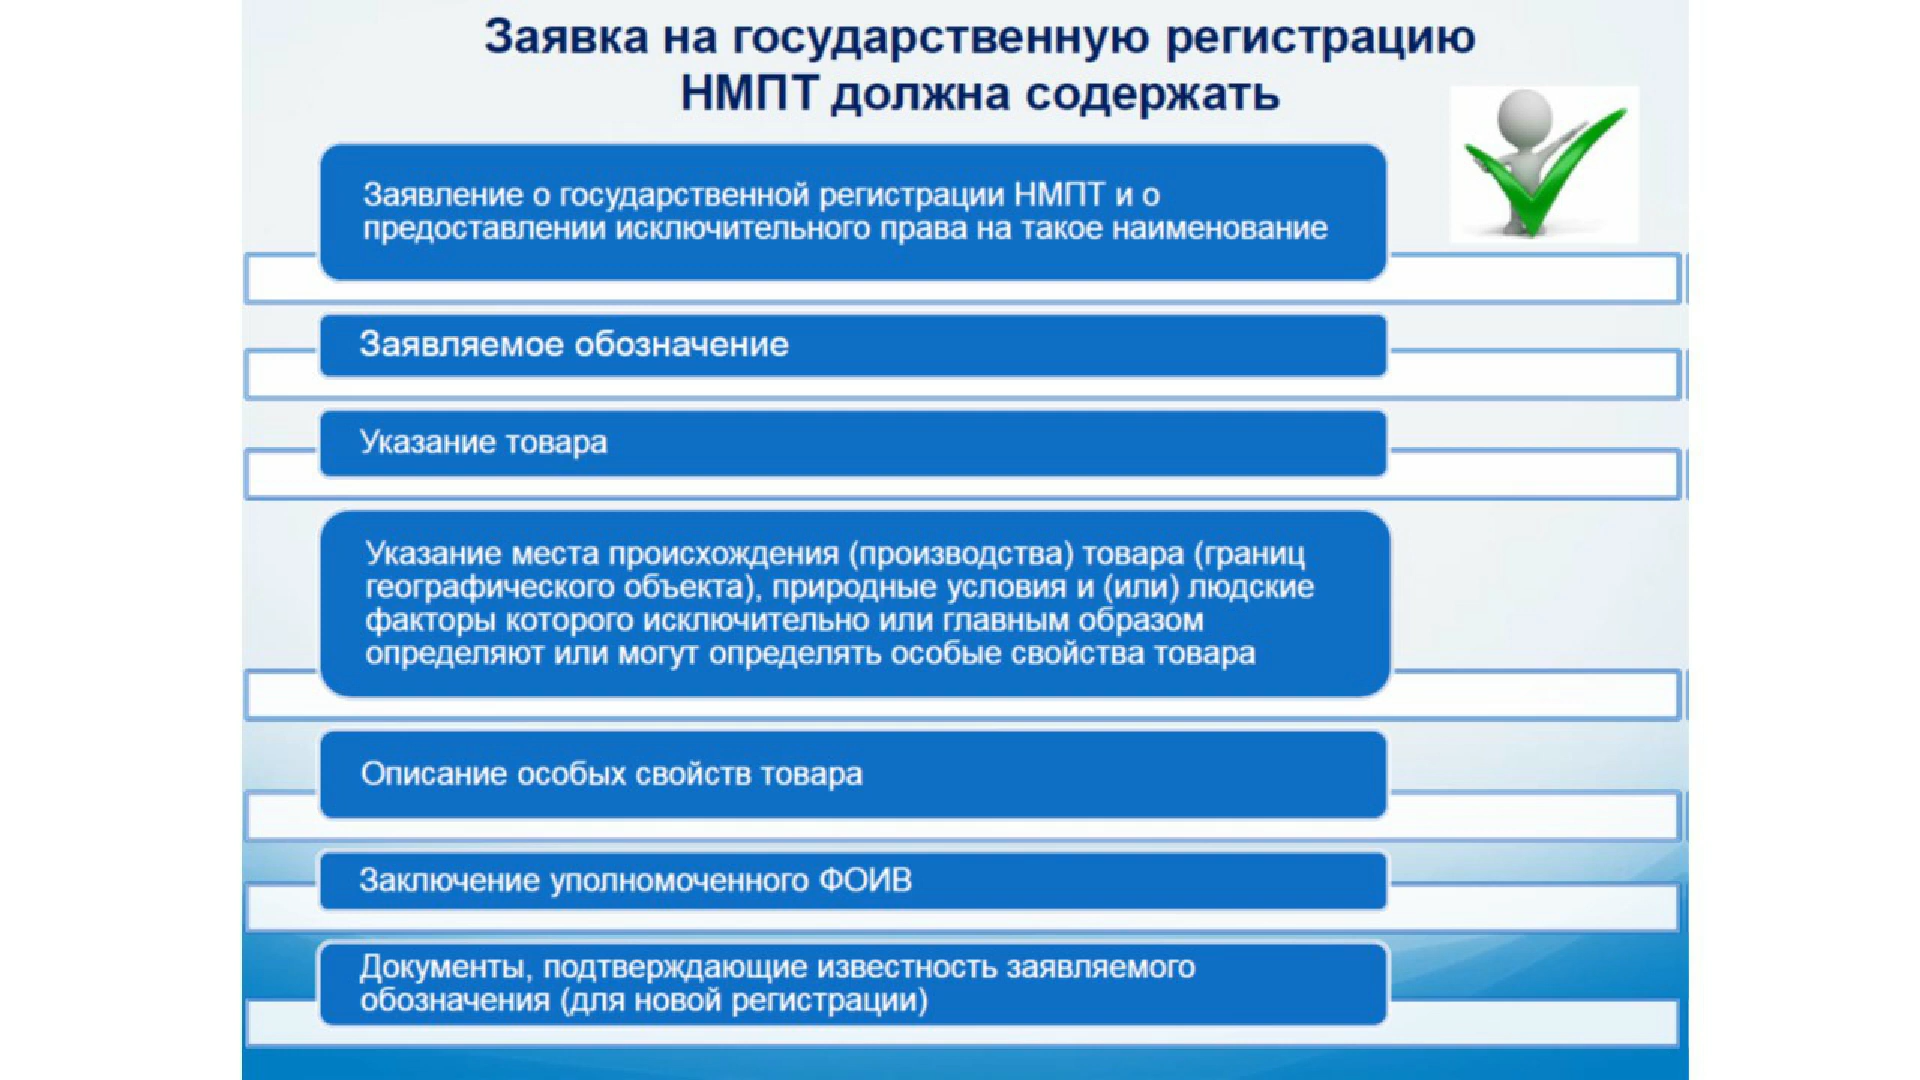 Заявка на государственную регистрацию
НМПТ должна содержать
Заявление о государственной регистрации НМПТ и о
предоставлении исключительного права на такое наименование
Заявляемое обозначение
Указание товара
Указание места происхождения (производства) товара (границ
географического объекта), природные условия и (или) людские
факторы которого исключительно или главным образом
определяют или могут определять особые свойства товара
Описание особых свойств товара
Заключение уполномоченного ФОИВ
Документы, подтверждающие известность заявляемого
обозначения (для новой регистрации)